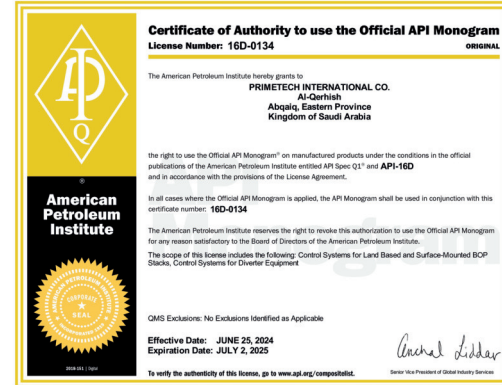 Certificate of Authority to use the Official API Monogram
License Number: 16D-0134
ORIGINAL
The American Petroleum Institute hereby grants to
PRIMETECH INTERNATIONAL CO.
Al-Qerhish
Abqaiq, Eastern Province
Kingdom of Saudi Arabia
the right to use the Official API Monogram® on manufactured products under the conditions in the official
publications of the American Petroleum Institute entitled API Spec Q1® and API-16D
and in accordance with the provisions of the License Agreement.
In all cases where the Official API Monogram is applied, the API Monogram shall be used in conjunction with this
certificate number: 16D-0134
The American Petroleum Institute reserves the right to revoke this authorization to use the Official API Monogram
for any reason satisfactory to the Board of Directors of the American Petroleum Institute.
The scope of this license includes the following: Control Systems for Land Based and Surface-Mounted BOP
Stacks, Control Systems for Diverter Equipment
QMS Exclusions: No Exclusions Identified as Applicable
Effective Date: JUNE 25, 2024
Expiration Date: JULY 2, 2025
To verify the authenticity of this license, go to www.api.org/compositelist.
Anchal Liddar
Senior Vice President of Global Industry Services
API
Q
American
Petroleum
Institute
AMERICAN PETROLEUM INSTITUTE
CORPORATE
SEAL
2018-151 | Digital
API
Monogram